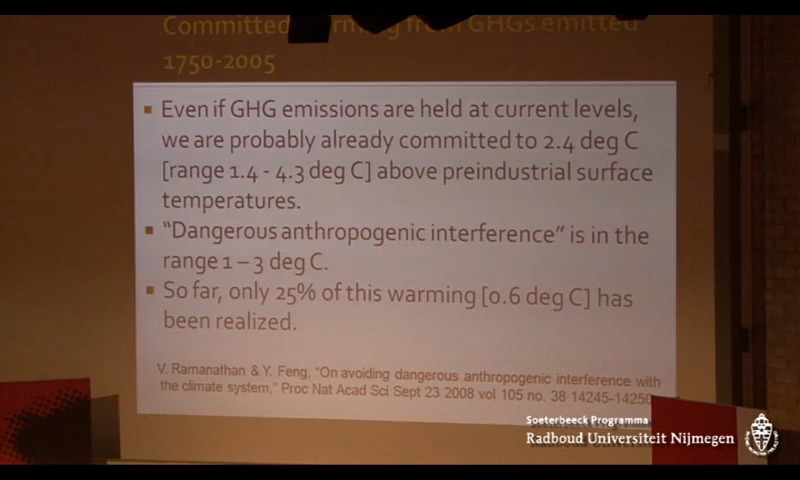 Committed from GHGs emitted
1750-2005
▪ Even if GHG emissions are held at current levels,
we are probably already committed to 2.4 deg C
[range 1.4 - 4.3 deg C] above preindustrial surface
temperatures.
▪ “Dangerous anthropogenic interference” is in the
range 1 – 3 deg C.
▪ So far, only 25% of this warming [0.6 deg C] has
been realized.
V. Ramanathan & Y. Feng, “On avoiding dangerous anthropogenic interference with
the climate system,” Proc Nat Acad Sci Sept 23 2008 vol 105 no. 38 14245-14250
Soeterbeeck Programma
Radboud Universiteit Nijmegen